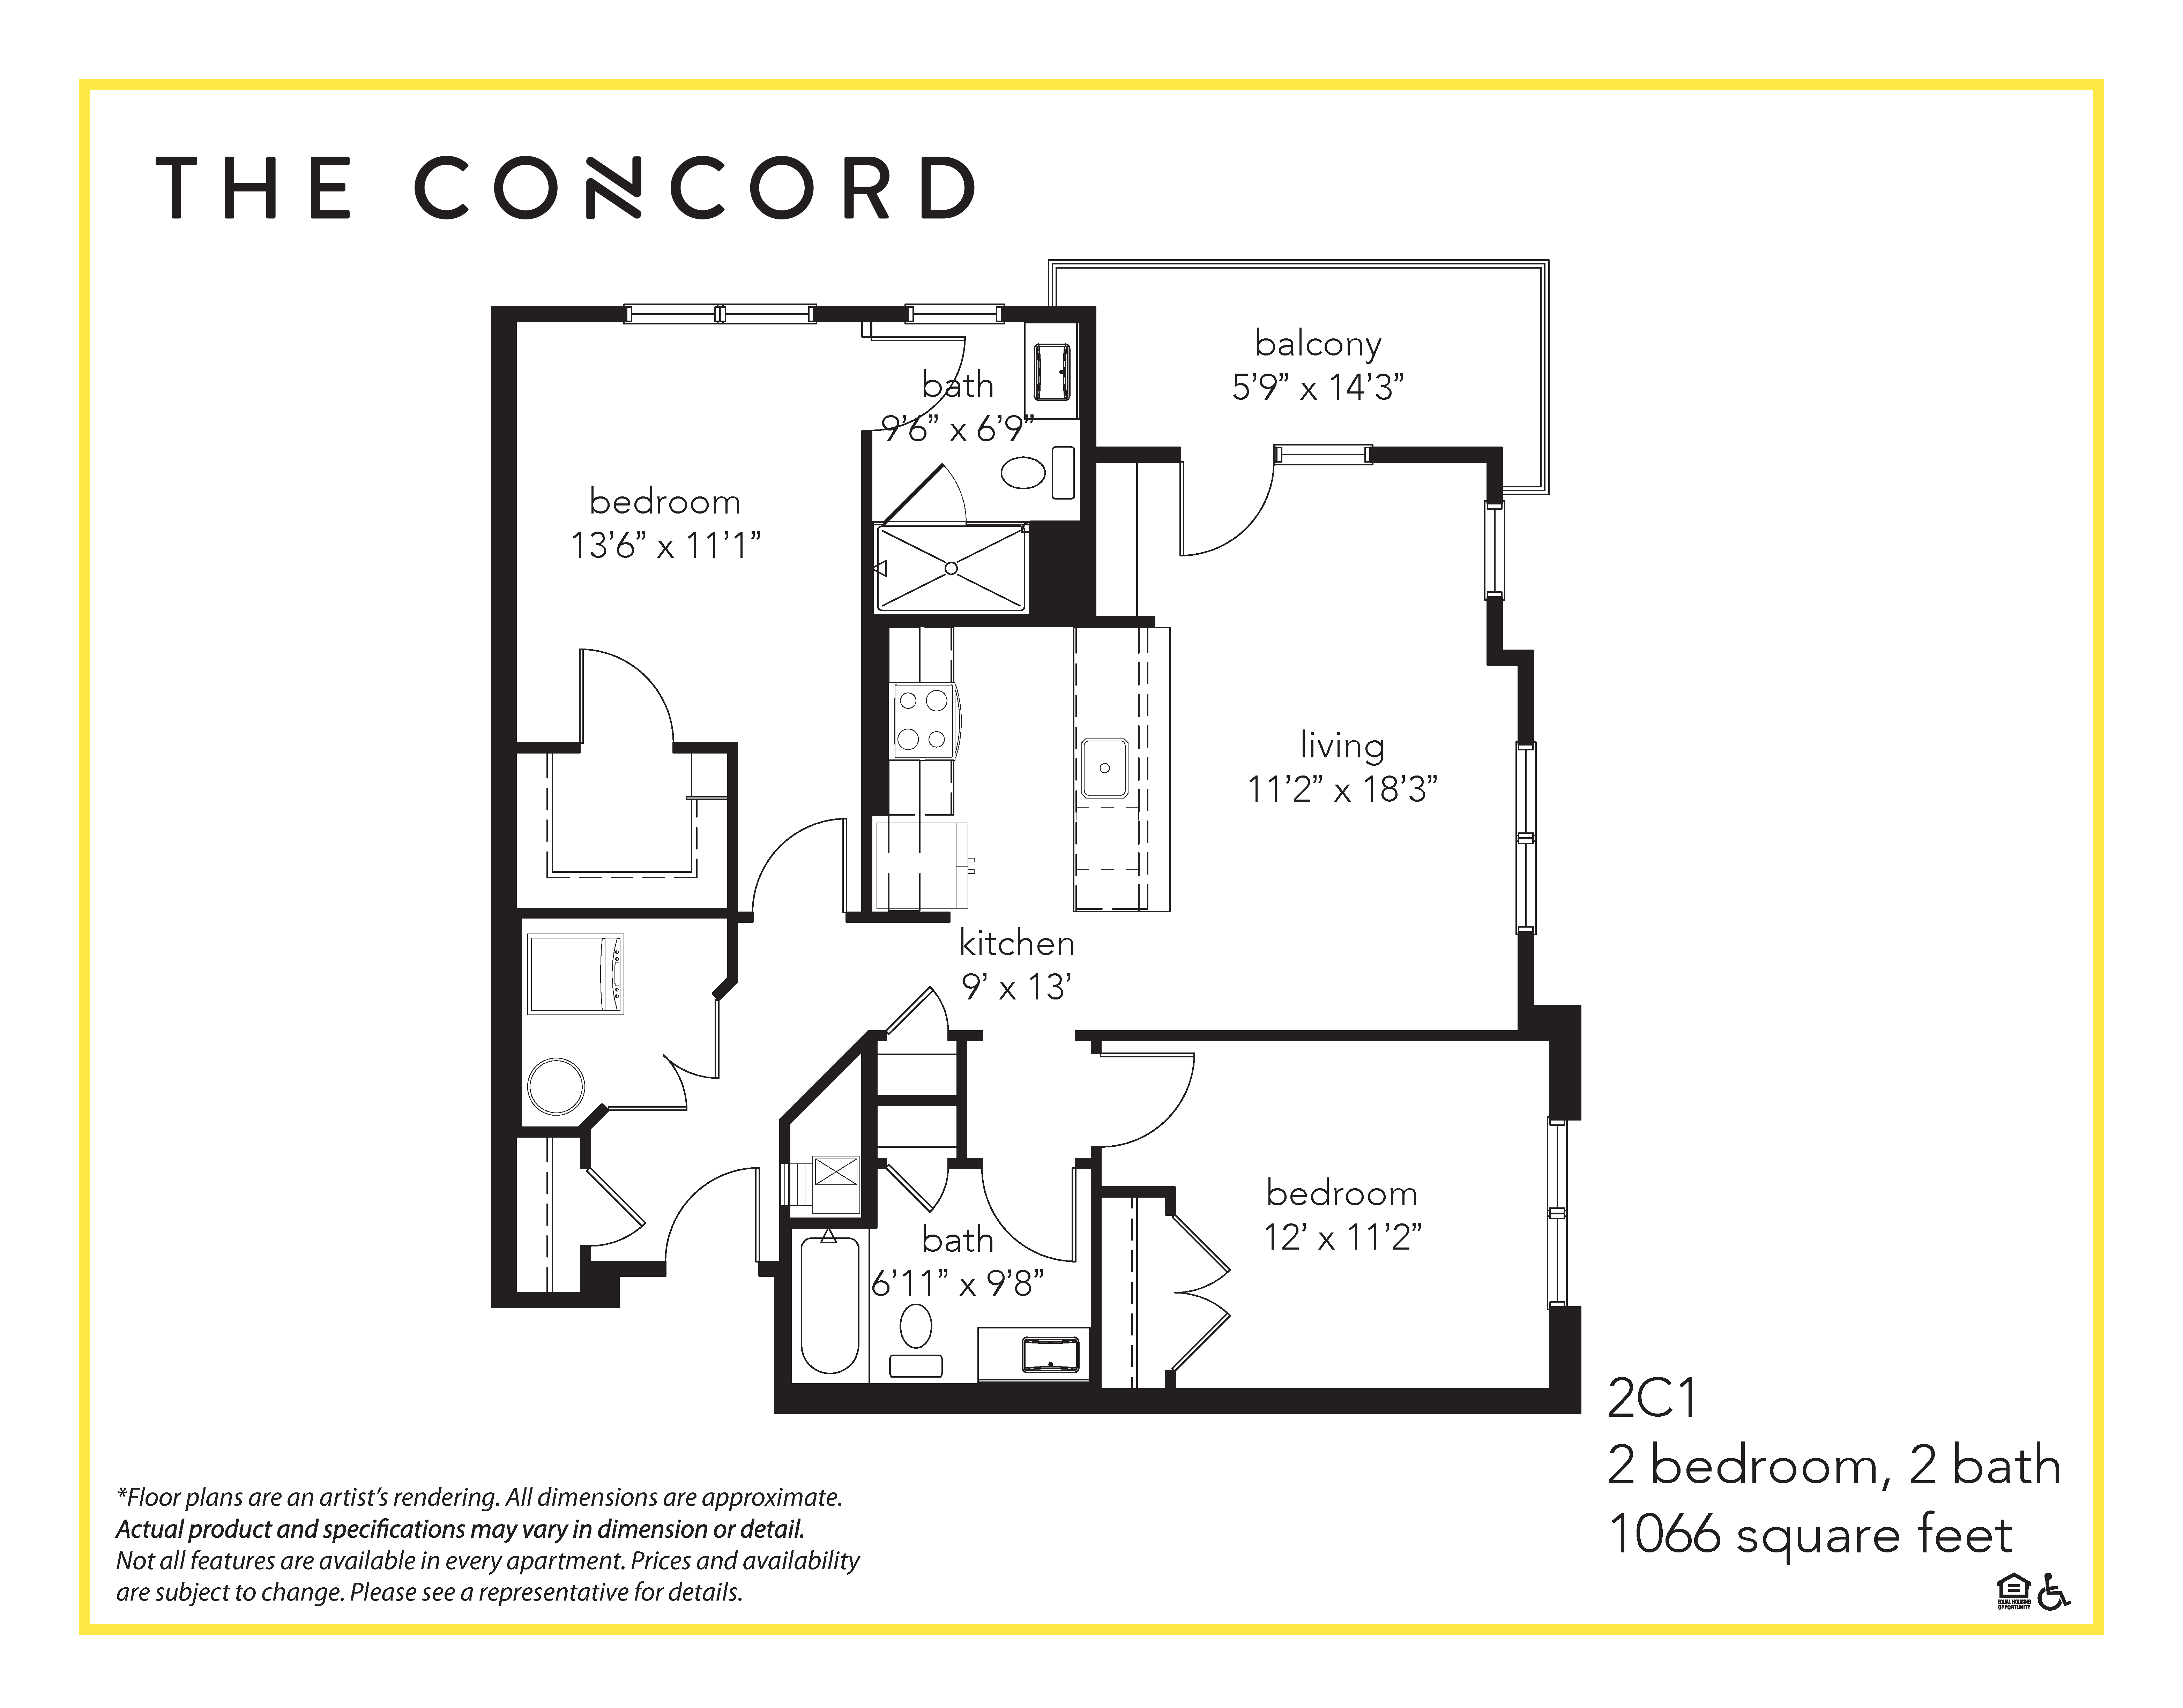 THE CONCORD
balcony
5’9” x 14’3”
bath
9’6” x 6’9”
bedroom
13’6” x 11’1”
living
11’2” x 18’3”
kitchen
9’ x 13’
bedroom
12’ x 11’2”
bath
6’11” x 9’8”
2C1
2 bedroom, 2 bath
1066 square feet
*Floor plans are an artist’s rendering. All dimensions are approximate.
Actual product and specifications may vary in dimension or detail.
Not all features are available in every apartment. Prices and availability
are subject to change. Please see a representative for details.
EQUAL HOUSING
OPPORTUNITY